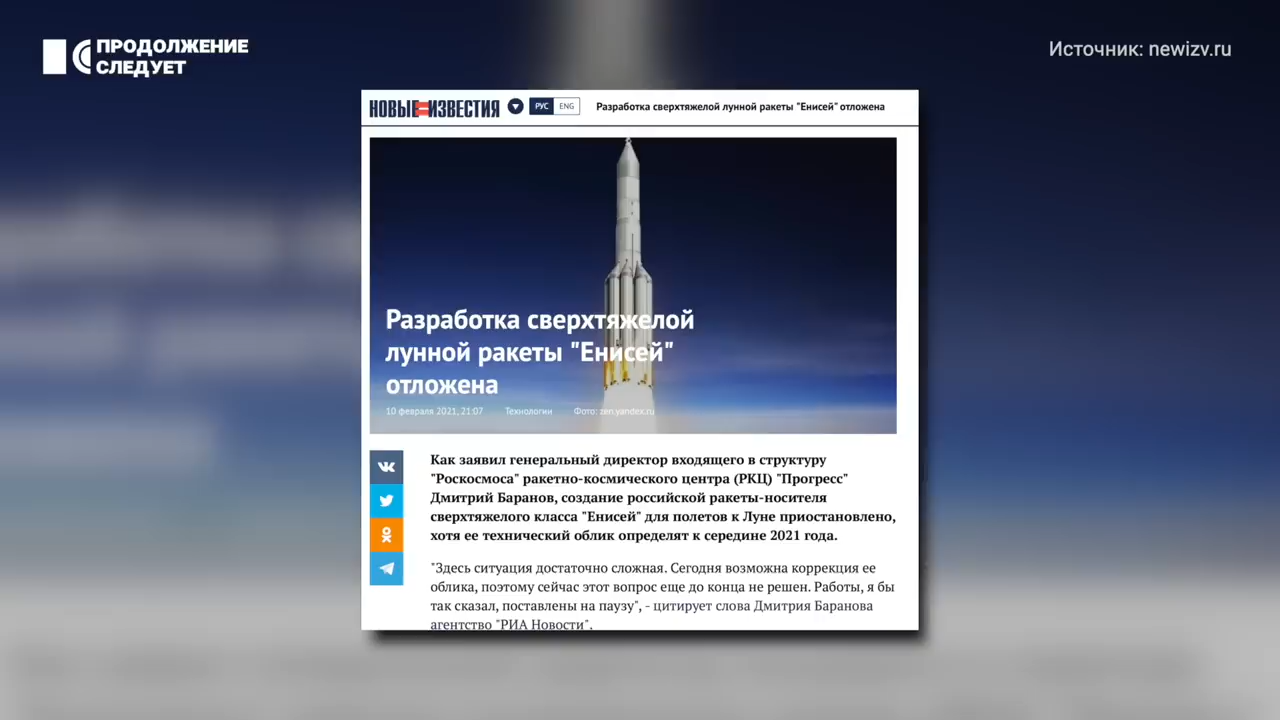 ПРОДОЛЖЕНИЕ
СЛЕДУЕТ
Источник: newizv.ru
НОВЫЕ ИЗВЕСТИЯ
РУС ENG
Разработка сверхтяжелой лунной ракеты "Енисей" отложена
Разработка сверхтяжелой
лунной ракеты "Енисей"
отложена
10 февраля 2021, 21:07 Технологии Фото: zen.yandex.ru
Как заявил генеральный директор входящего в структуру
"Роскосмоса" ракетно-космического центра (РКЦ) "Прогресс"
Дмитрий Баранов, создание российской ракеты-носителя
сверхтяжелого класса "Енисей" для полетов к Луне приостановлено,
хотя ее технический облик определят к середине 2021 года.
"Здесь ситуация достаточно сложная. Сегодня возможна коррекция ее
облика, поэтому сейчас этот вопрос еще до конца не решен. Работы, я бы
так сказал, поставлены на паузу", - цитирует слова Дмитрия Баранова
агентство "РИА Новости".